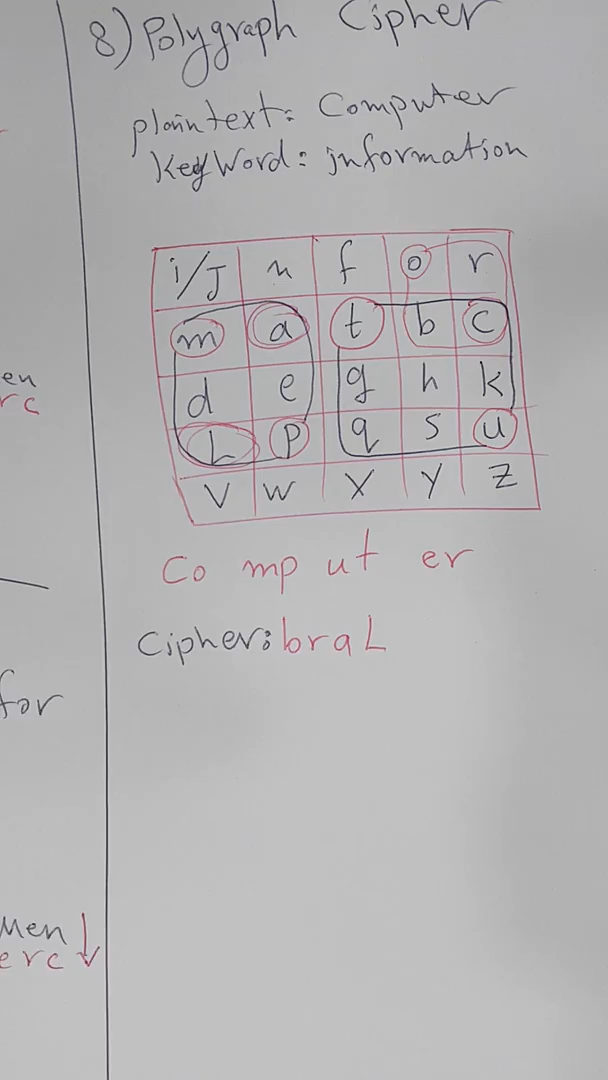 8) Polygraph Cipher
plaintext: Computer
KeyWord: information
en
rc
i/J n f o r
m a t b c
d e g h k
L p q s u
V W X Y Z
Co mp ut er
Cipher: braL
for
Men ↓
erc